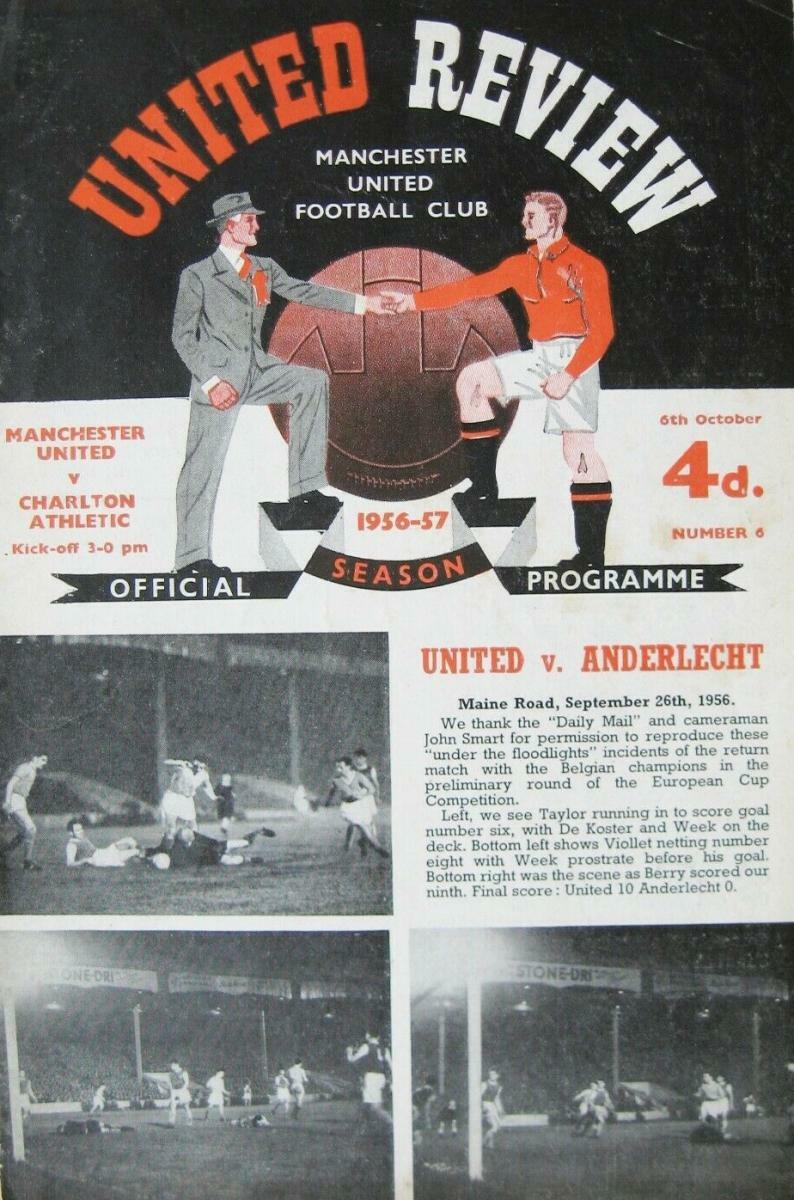 UNITED REVIEW
MANCHESTER
UNITED
FOOTBALL CLUB
MANCHESTER
UNITED
v
CHARLTON
ATHLETIC
Kick-off 3-0 pm
6th October
4d.
NUMBER 6
1956-57
OFFICIAL SEASON PROGRAMME
UNITED v. ANDERLECHT
Maine Road, September 26th, 1956.
We thank the "Daily Mail" and cameraman
John Smart for permission to reproduce these
"under the floodlights" incidents of the return
match with the Belgian champions in the
preliminary round of the European Cup
Competition.
Left, we see Taylor running in to score goal
number six, with De Koster and Week on the
deck. Bottom left shows Viollet netting number
eight with Week prostrate before his goal.
Bottom right was the scene as Berry scored our
ninth. Final score: United 10 Anderlecht 0.
STONE-DRI
STONE-DRI